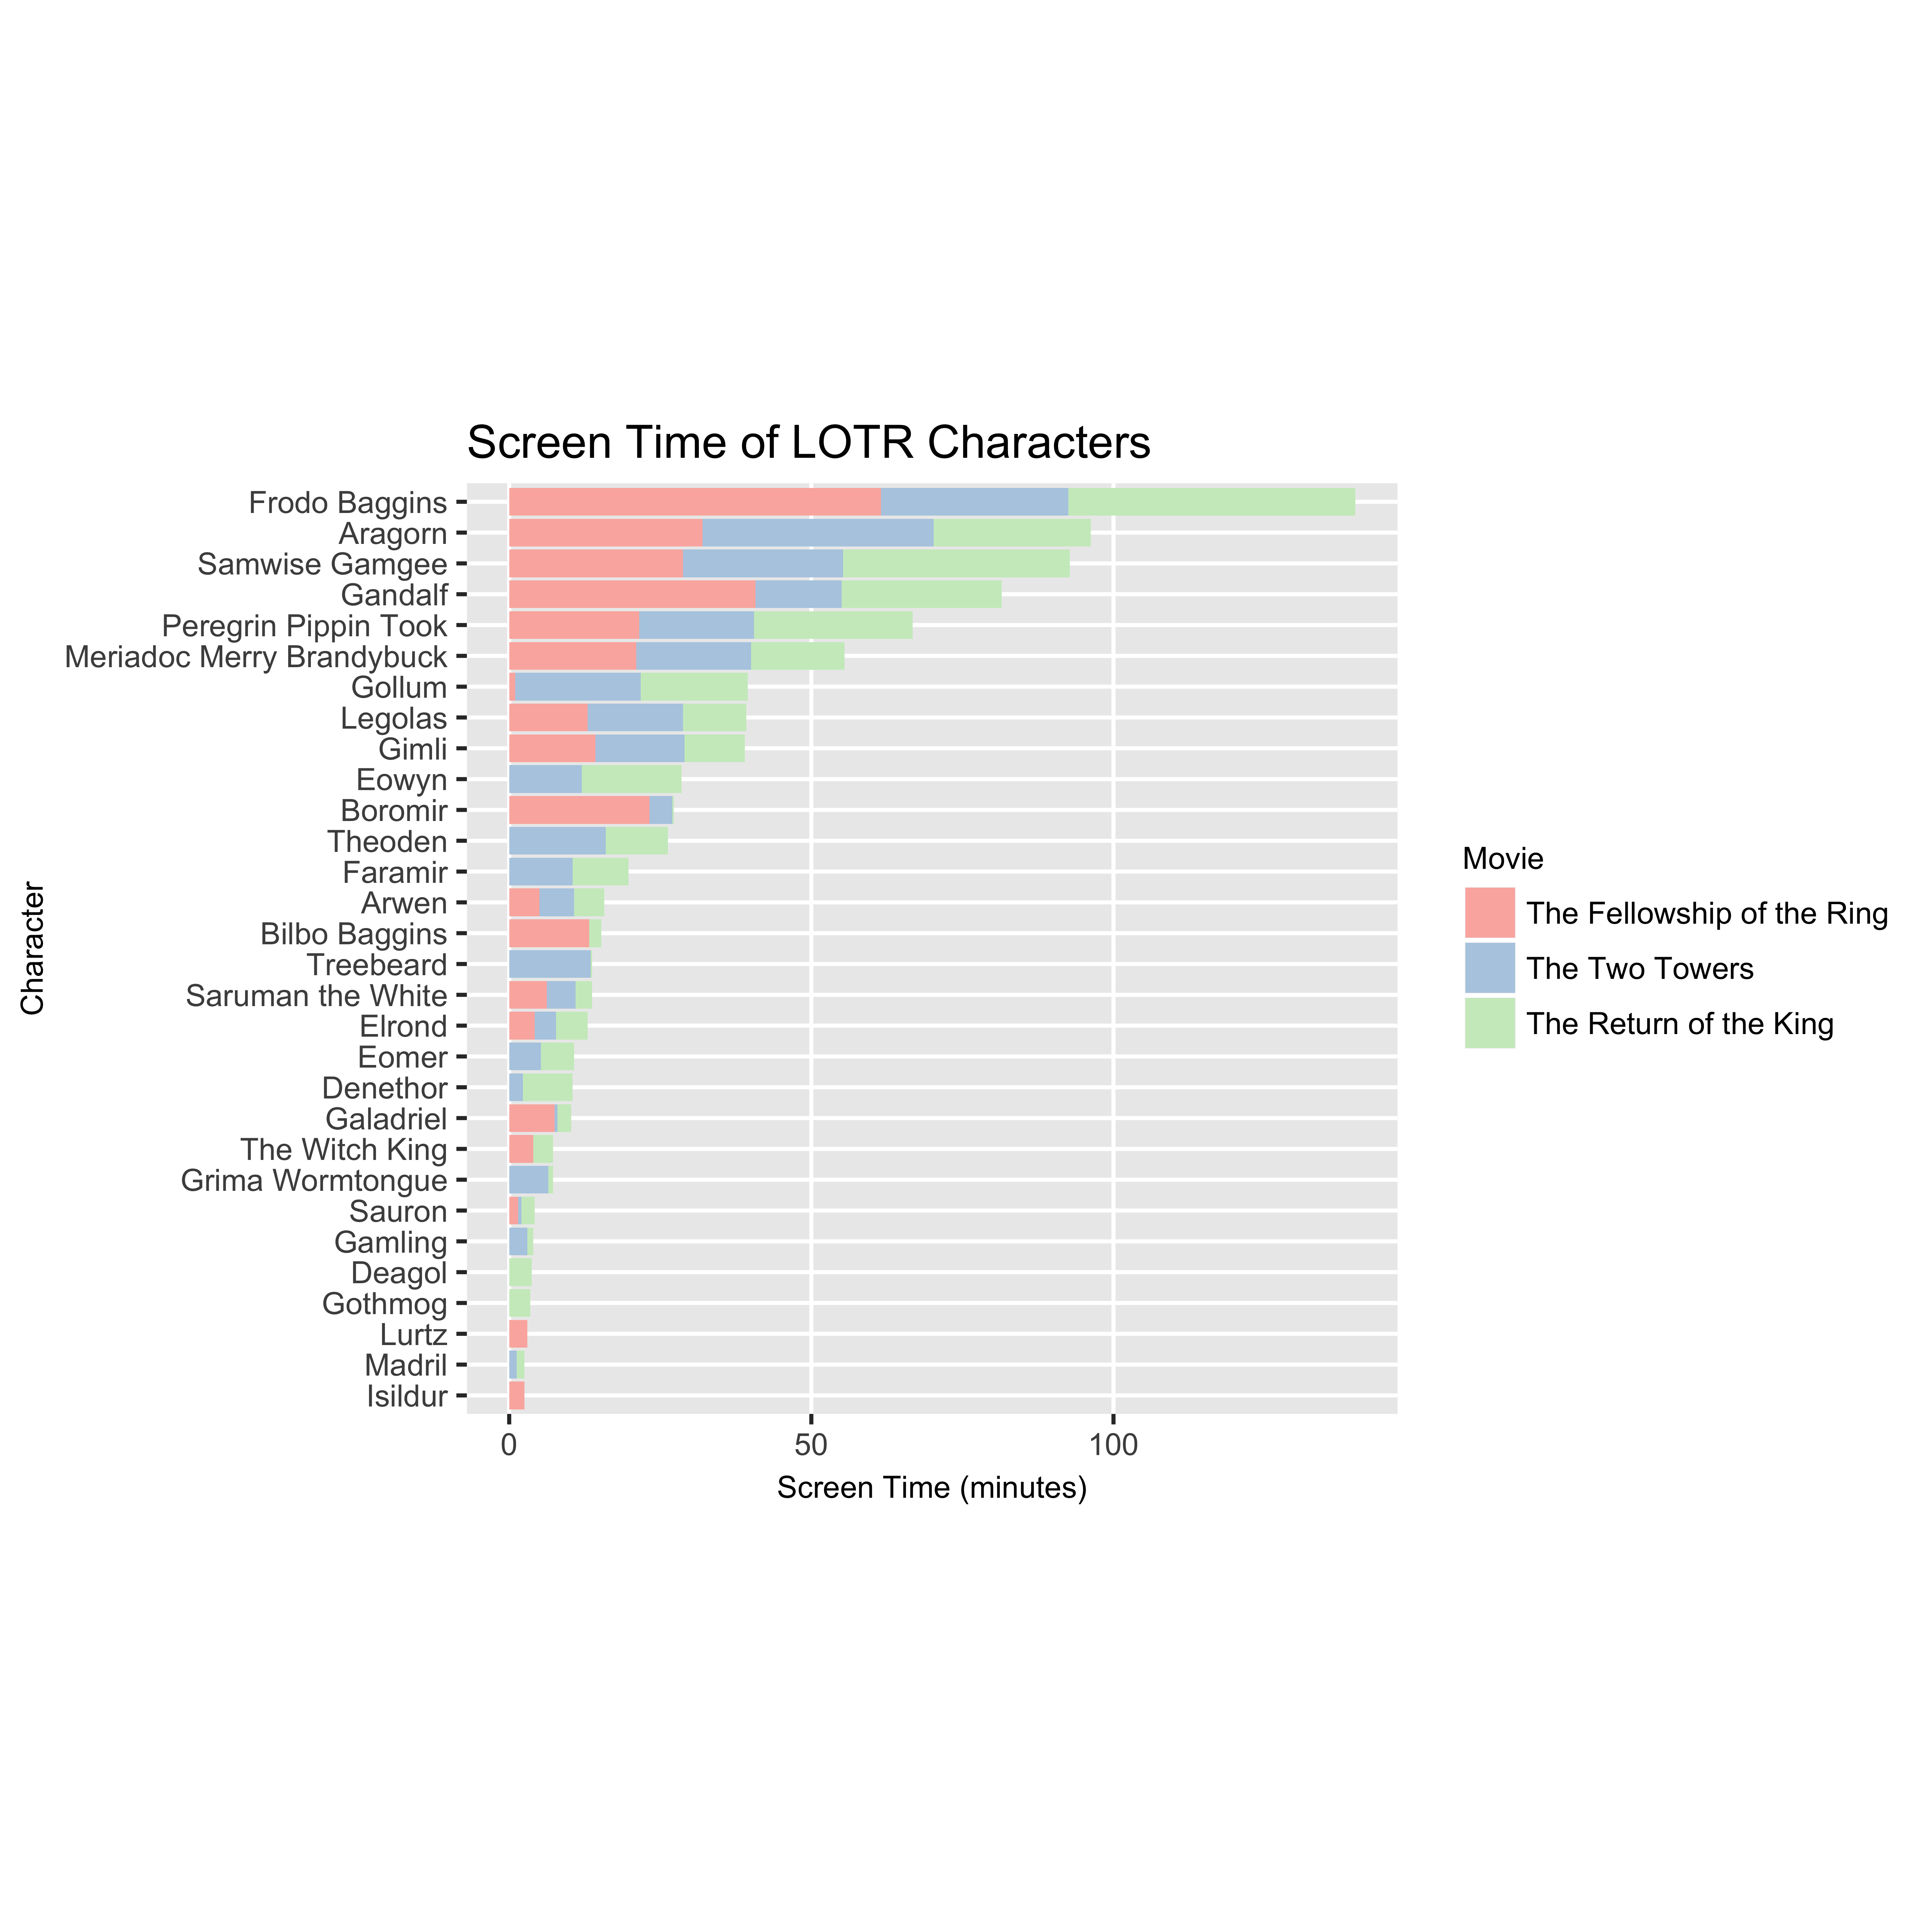 Screen Time of LOTR Characters
Frodo Baggins
Aragorn
Samwise Gamgee
Gandalf
Peregrin Pippin Took
Meriadoc Merry Brandybuck
Gollum
Legolas
Gimli
Eowyn
Boromir
Theoden
Faramir
Arwen
Bilbo Baggins
Treebeard
Saruman the White
Elrond
Eomer
Denethor
Galadriel
The Witch King
Grima Wormtongue
Sauron
Gamling
Deagol
Gothmog
Lurtz
Madril
Isildur
Character
0 50 100
Screen Time (minutes)
Movie
The Fellowship of the Ring
The Two Towers
The Return of the King